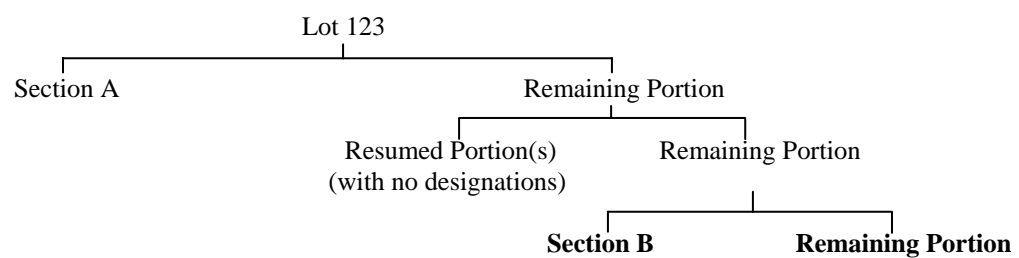 Lot 123
Section A
Remaining Portion
Resumed Portion(s)
(with no designations)
Remaining Portion
Section B
Remaining Portion